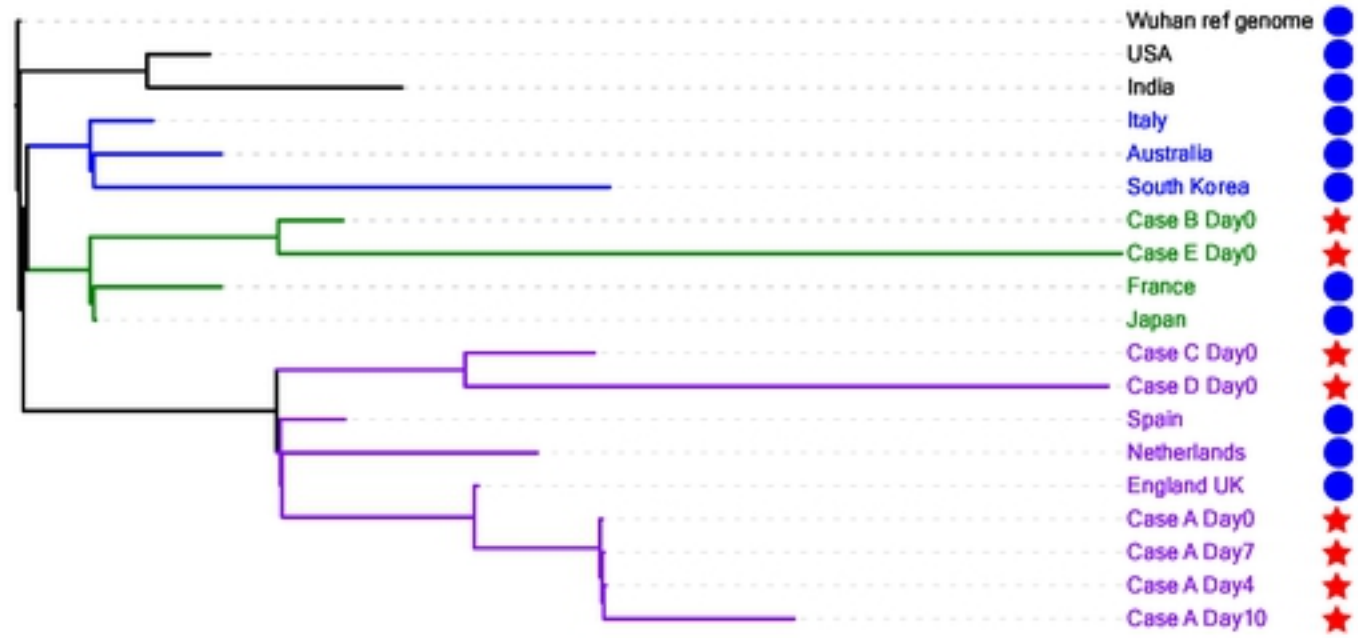 Wuhan ref genome
USA
India
Italy
Australia
South Korea
Case B Day0
Case E Day0
France
Japan
Case C Day0
Case D Day0
Spain
Netherlands
England UK
Case A Day0
Case A Day7
Case A Day4
Case A Day10